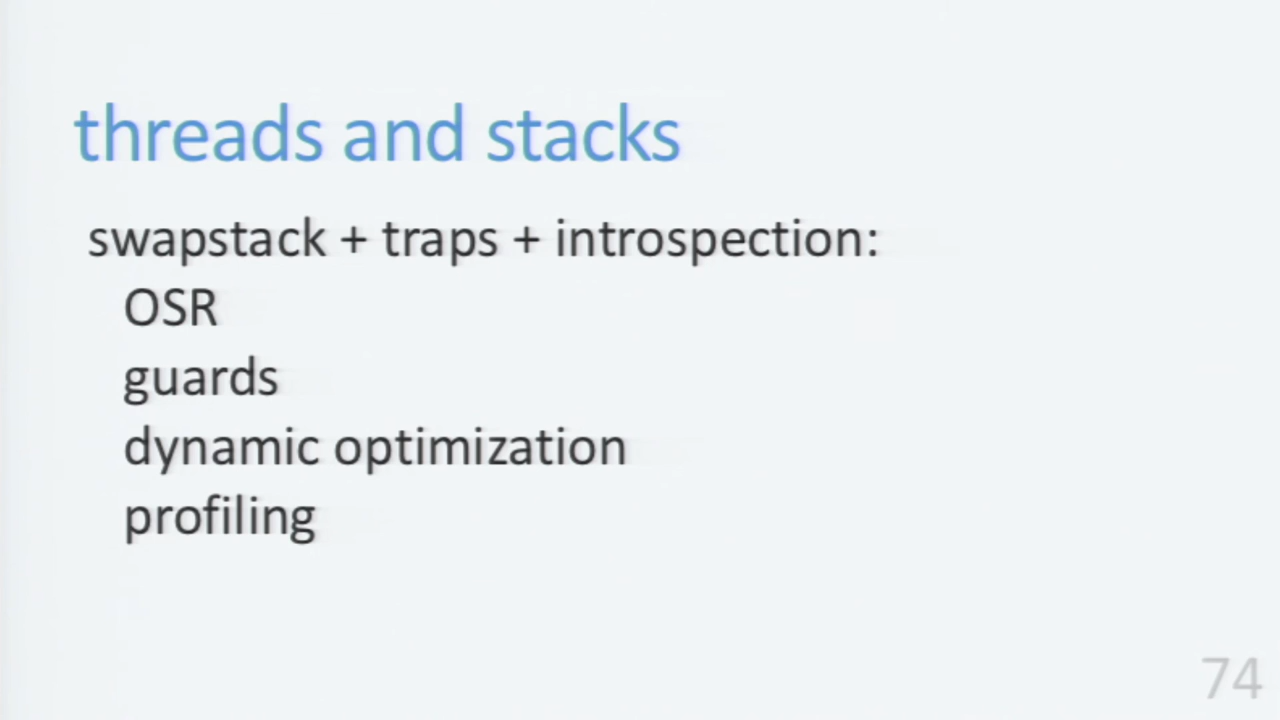 threads and stacks
swapstack + traps + introspection:
OSR
guards
dynamic optimization
profiling
74